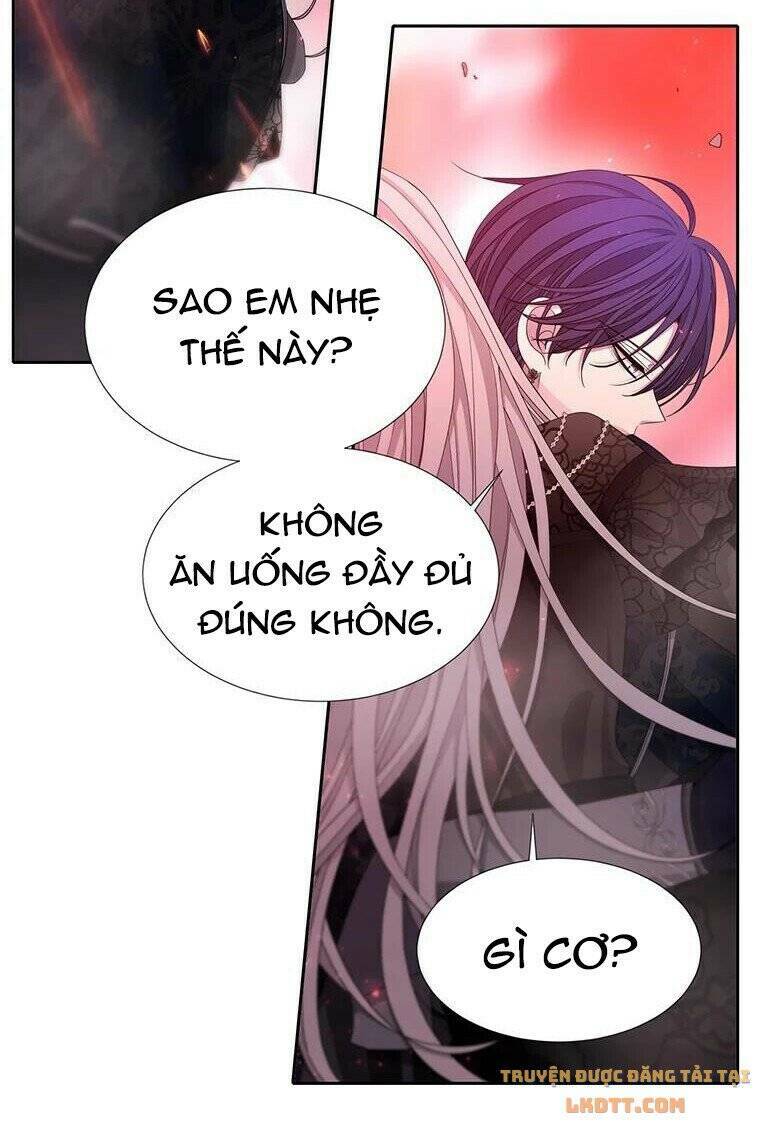 SAO EM NHẸ
THẾ NÀY?
KHÔNG
ĂN UỐNG ĐẦY ĐỦ
ĐÚNG KHÔNG.
GÌ CƠ?
TRUYỆN ĐƯỢC ĐĂNG TẢI TẠI
LKDTT.COM